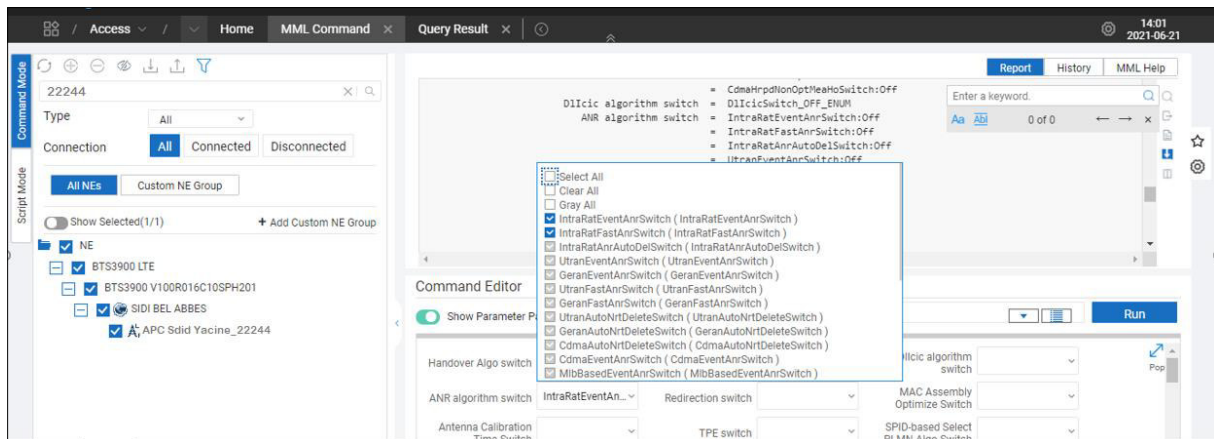 / Access / Home MML Command × Query Result × 14:01
2021-06-21
Command Mode
Script Mode
22244
Type All
Connection All Connected Disconnected
All NEs Custom NE Group
Show Selected(1/1) + Add Custom NE Group
NE
BTS3900 LTE
BTS3900 V100R016C10SPH201
SIDI BEL ABBES
APC Sdid Yacine_22244
Report History MML Help
= CdmaHrpdNonOptMeaHoSwitch:Off
DlIcic algorithm switch = DlIcicSwitch_OFF_ENUM
ANR algorithm switch = IntraRatEventAnrSwitch:Off
= IntraRatFastAnrSwitch:Off
= IntraRatAnrAutoDelSwitch:Off
= UtranEventAnrSwitch:Off
Enter a keyword.
Aa Abl 0 of 0 ← → ×
Select All
Clear All
Gray All
IntraRatEventAnrSwitch ( IntraRatEventAnrSwitch )
IntraRatFastAnrSwitch ( IntraRatFastAnrSwitch )
IntraRatAnrAutoDelSwitch ( IntraRatAnrAutoDelSwitch )
UtranEventAnrSwitch ( UtranEventAnrSwitch )
GeranEventAnrSwitch ( GeranEventAnrSwitch )
UtranFastAnrSwitch ( UtranFastAnrSwitch )
GeranFastAnrSwitch ( GeranFastAnrSwitch )
UtranAutoNrtDeleteSwitch ( UtranAutoNrtDeleteSwitch )
GeranAutoNrtDeleteSwitch ( GeranAutoNrtDeleteSwitch )
CdmaAutoNrtDeleteSwitch ( CdmaAutoNrtDeleteSwitch )
CdmaEventAnrSwitch ( CdmaEventAnrSwitch )
MlbBasedEventAnrSwitch ( MlbBasedEventAnrSwitch )
Command Editor
Show Parameter Run
Handover Algo switch algorithm switch Pop
ANR algorithm switch IntraRatEventAn... Redirection switch MAC Assembly Optimize Switch
Antenna Calibration Time Switch TPE switch SPID-based Select PLMN Algo Switch